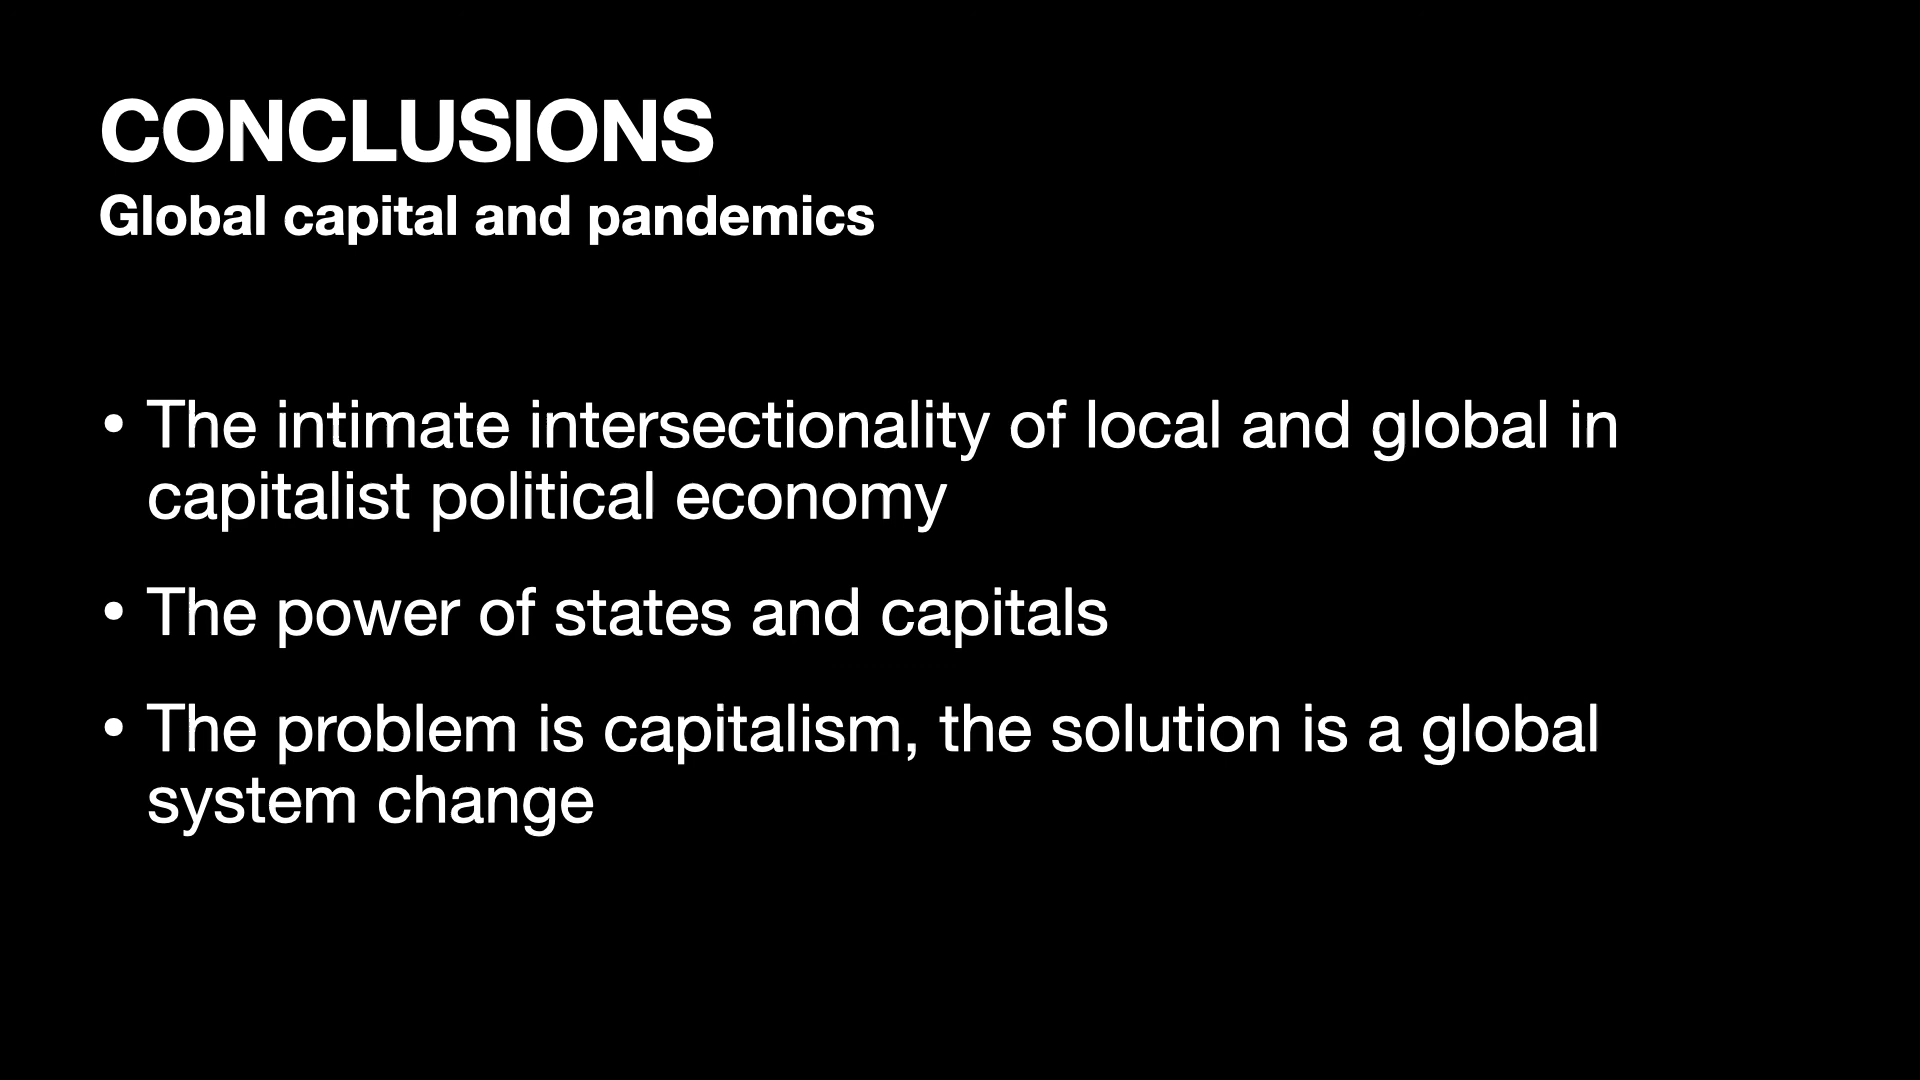 CONCLUSIONS
Global capital and pandemics
• The intimate intersectionality of local and global in
capitalist political economy
• The power of states and capitals
• The problem is capitalism, the solution is a global
system change